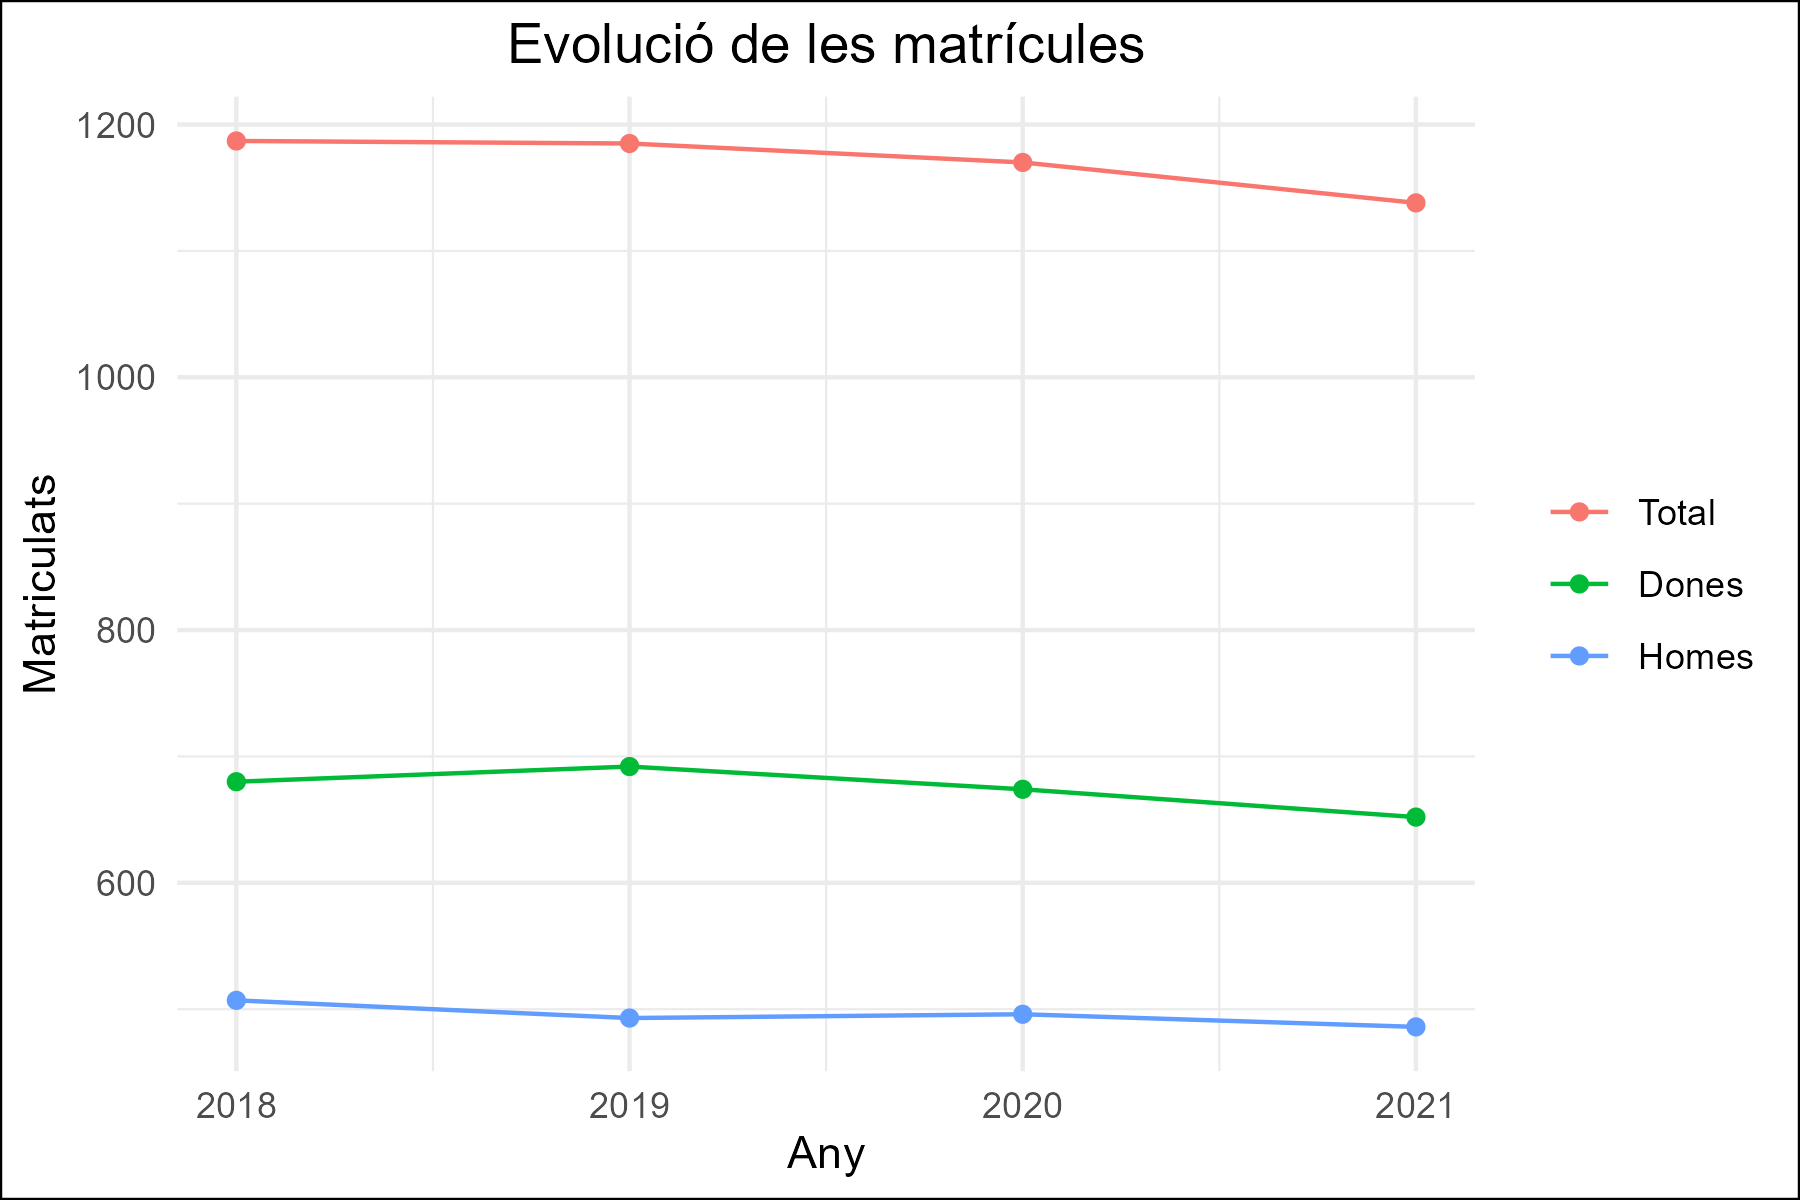 Evolució de les matrícules
1200
1000
800
600
Matriculats
2018
2019
2020
2021
Any
Total
Dones
Homes